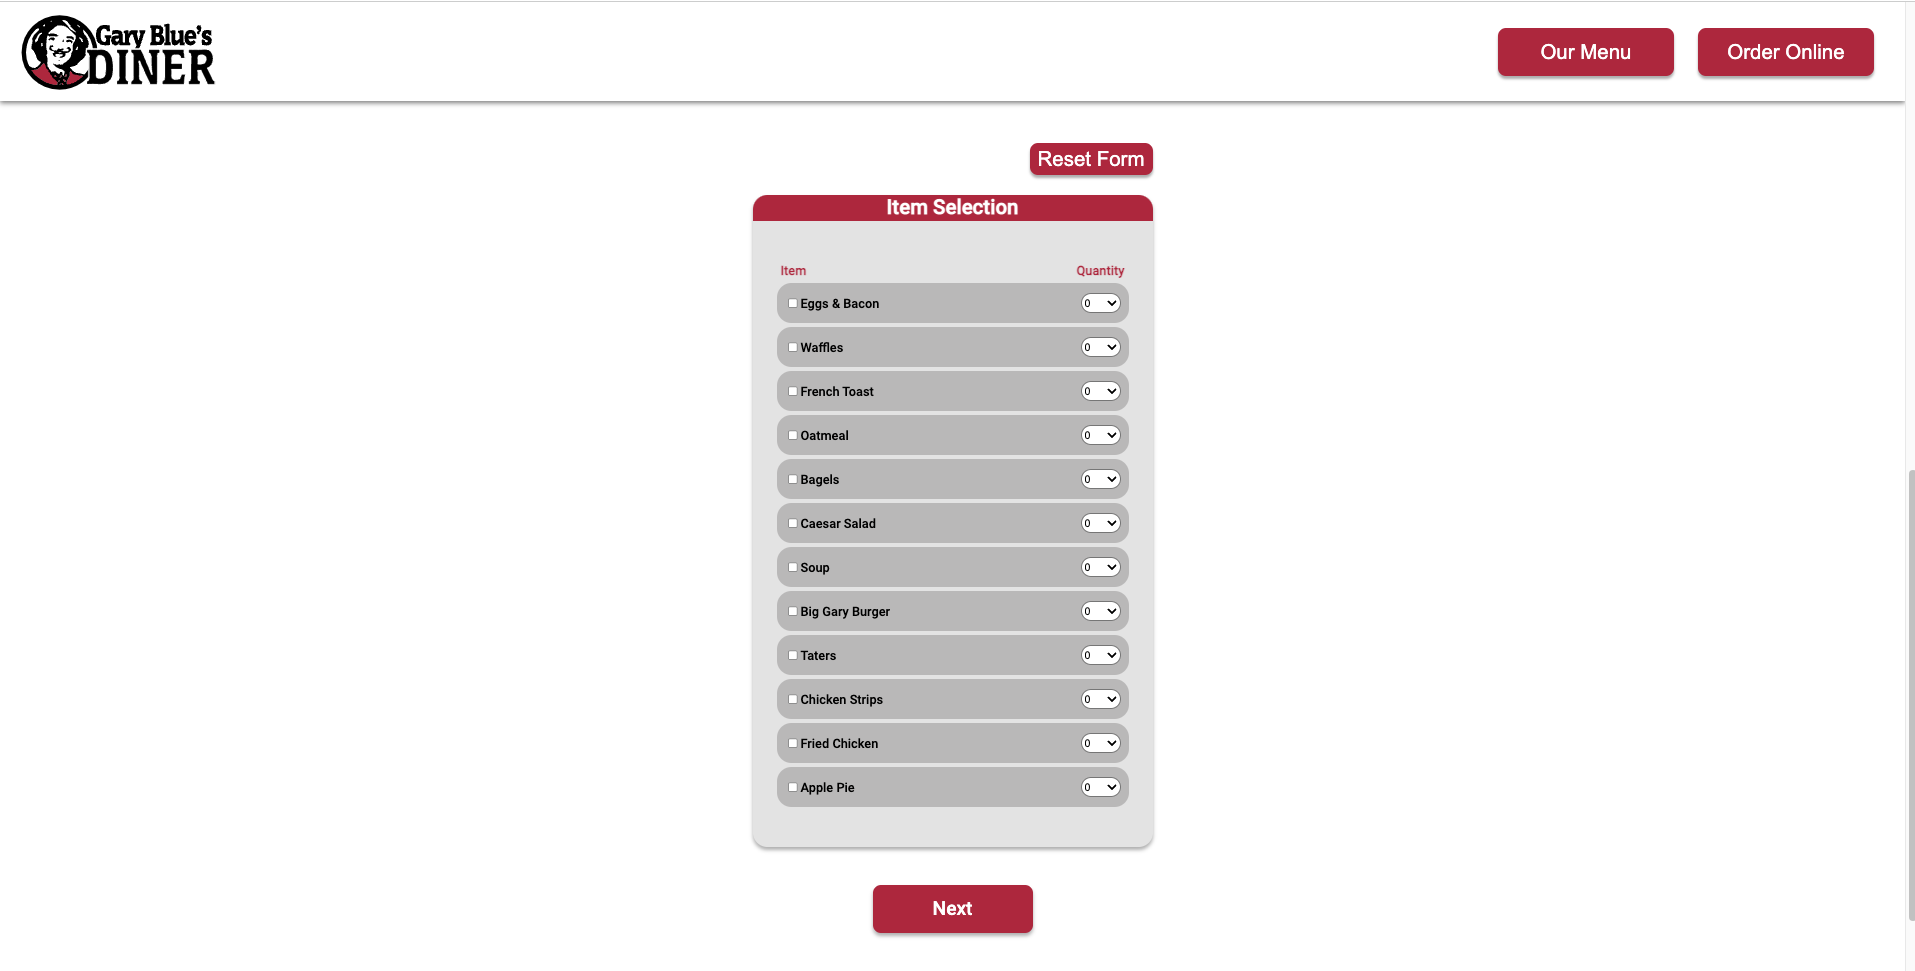 Gary Blue's
DINER
Our Menu
Order Online
Reset Form
Item Selection
Item Quantity
Eggs & Bacon 0
Waffles 0
French Toast 0
Oatmeal 0
Bagels 0
Caesar Salad 0
Soup 0
Big Gary Burger 0
Taters 0
Chicken Strips 0
Fried Chicken 0
Apple Pie 0
Next